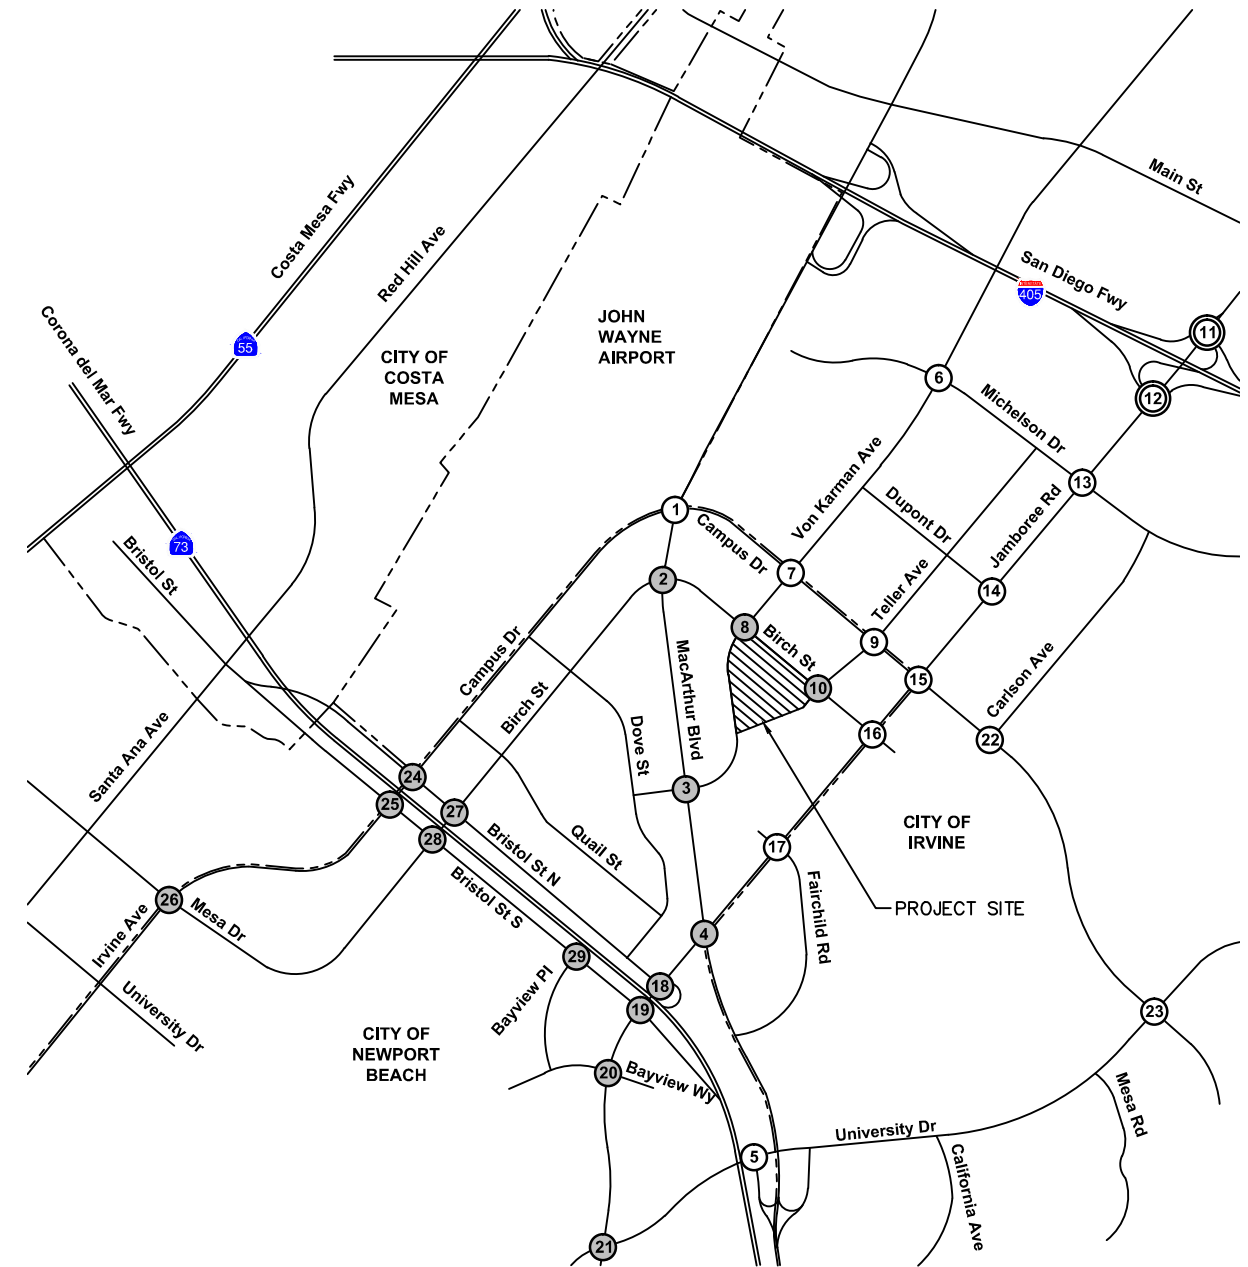 Main St
Costa Mesa Fwy
Red Hill Ave
San Diego Fwy
405
Corona del Mar Fwy
55
JOHN
WAYNE
AIRPORT
11
CITY OF
COSTA
MESA
6
12
Michelson Dr
Von Karman Ave
13
Dupont Dr
Jamboree Rd
1
Campus Dr
73
Bristol St
7
2
Teller Ave
14
8
Birch St
9
Campus Dr
MacArthur Blvd
10
15
Carlson Ave
Birch St
Dove St
16
22
Santa Ana Ave
24
3
25
27
28
Bristol St N
Quail St
CITY OF
IRVINE
17
Bristol St S
Fairchild Rd
26
Mesa Dr
PROJECT SITE
Irvine Ave
4
29
University Dr
Bayview Pl
18
19
23
CITY OF
NEWPORT
BEACH
20
Bayview Wy
Mesa Rd
University Dr
5
California Ave
21